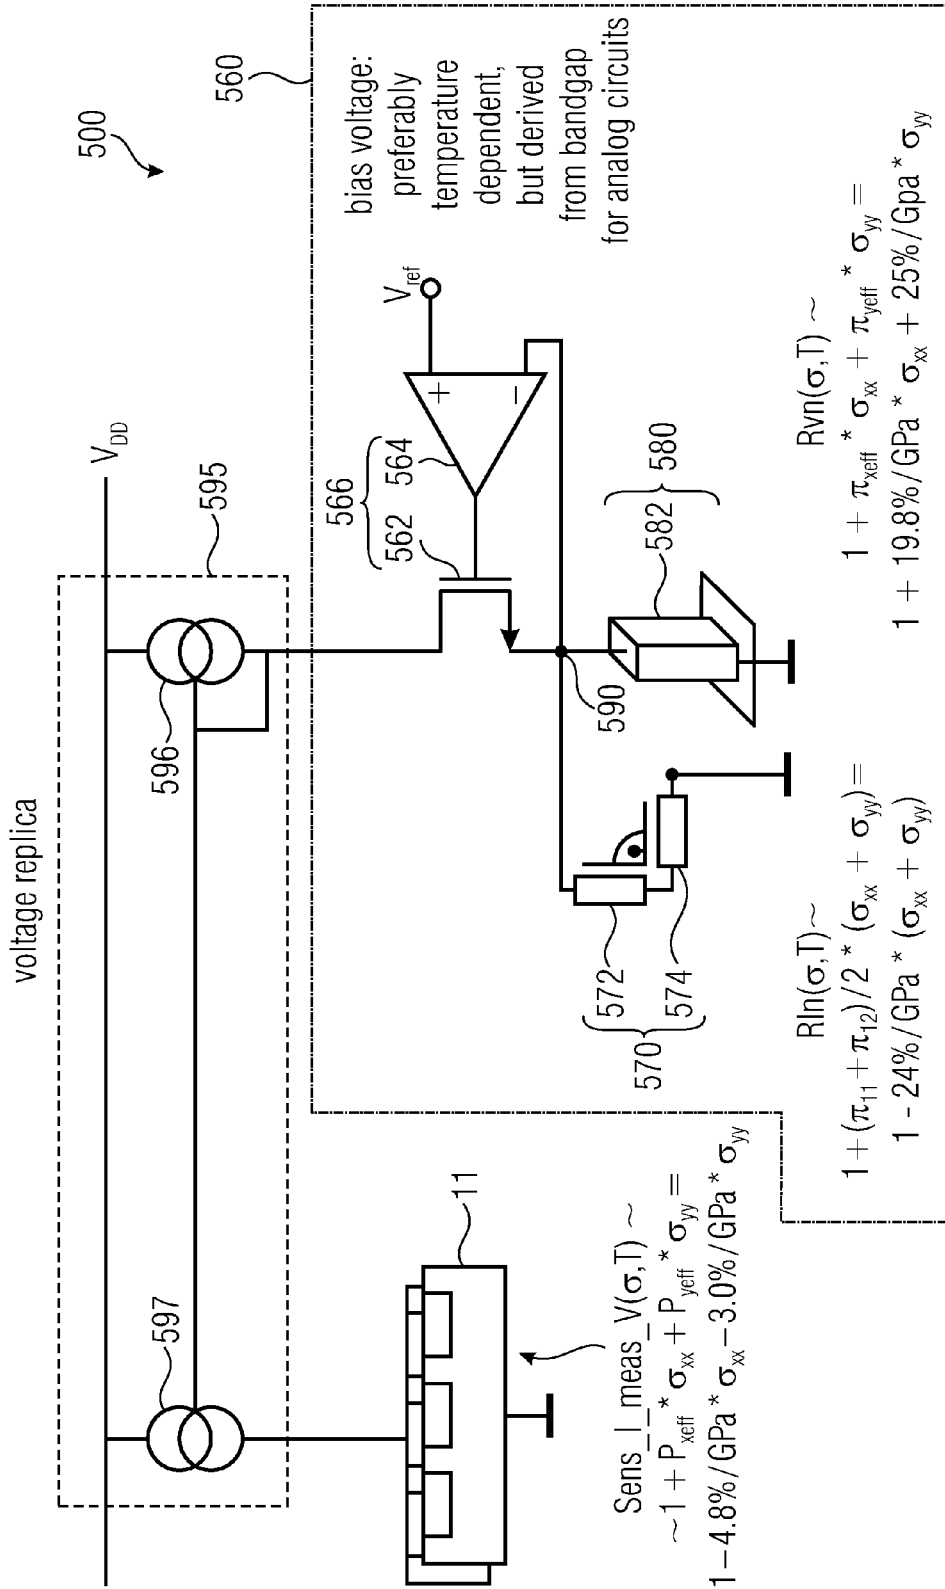 500
voltage replica
V_DD
595
596
597
560
bias voltage:
preferably
temperature
dependent,
but derived
from bandgap
for analog circuits
V_ref
+
−
566
562
564
590
580
582
570
572
574
11
Sens_I_meas_V(σ,T) ~
~1 + P_xeff* σ_xx + P_yeff* σ_yy =
1−4.8%/GPa* σ_xx−3.0%/GPa* σ_yy
Rln(σ,T)~
1+(π_11 + π_12)/2 * (σ_xx + σ_yy)=
1 - 24%/GPa * (σ_xx + σ_yy)
Rvn(σ,T) ~
1 + π_xeff* σ_xx + π_yeff* σ_yy =
1 + 19.8%/GPa* σ_xx + 25%/Gpa* σ_yy